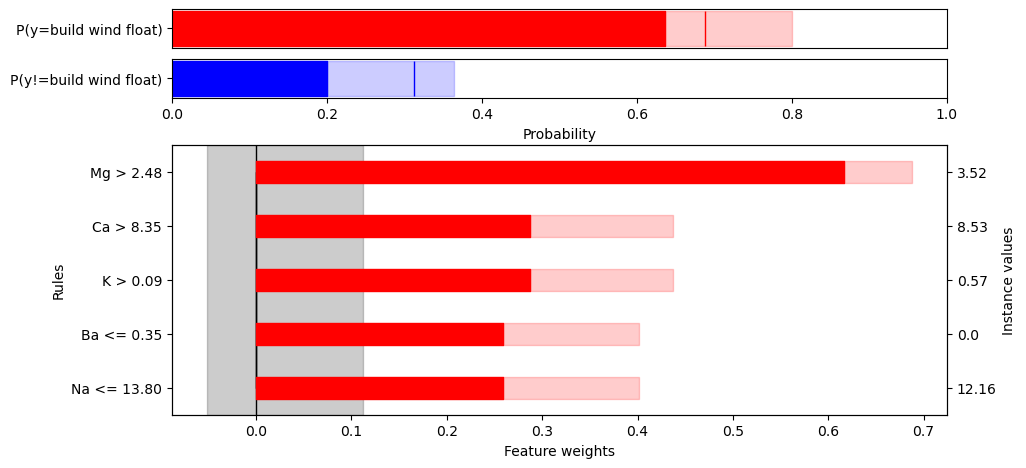 P(y=build wind float)
P(y!=build wind float)
0.0 0.2 0.4 0.6 0.8 1.0
Probability
Mg > 2.48 3.52
Ca > 8.35 8.53
K > 0.09 0.57
Ba <= 0.35 0.0
Na <= 13.80 12.16
Rules
Instance values
0.0 0.1 0.2 0.3 0.4 0.5 0.6 0.7
Feature weights